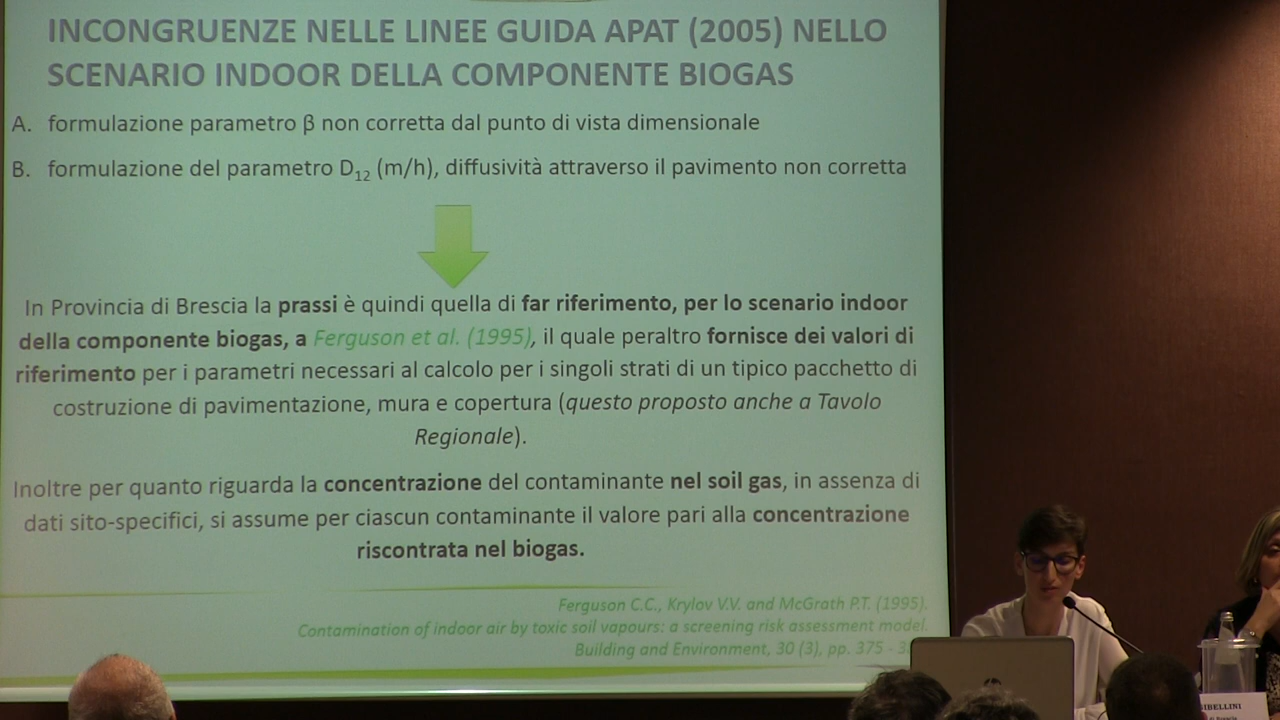 INCONGRUENZE NELLE LINEE GUIDA APAT (2005) NELLO
SCENARIO INDOOR DELLA COMPONENTE BIOGAS
A. formulazione parametro β non corretta dal punto di vista dimensionale
B. formulazione del parametro D12 (m/h), diffusività attraverso il pavimento non corretta
In Provincia di Brescia la prassi è quindi quella di far riferimento, per lo scenario indoor
della componente biogas, a Ferguson et al. (1995), il quale peraltro fornisce dei valori di
riferimento per i parametri necessari al calcolo per i singoli strati di un tipico pacchetto di
costruzione di pavimentazione, mura e copertura (questo proposto anche a Tavolo
Regionale).
Inoltre per quanto riguarda la concentrazione del contaminante nel soil gas, in assenza di
dati sito-specifici, si assume per ciascun contaminante il valore pari alla concentrazione
riscontrata nel biogas.
Ferguson C.C., Krylov V.V. and McGrath P.T. (1995).
Contamination of indoor air by toxic soil vapours: a screening risk assessment model.
Building and Environment, 30 (3), pp. 375 -
GIBELLINI